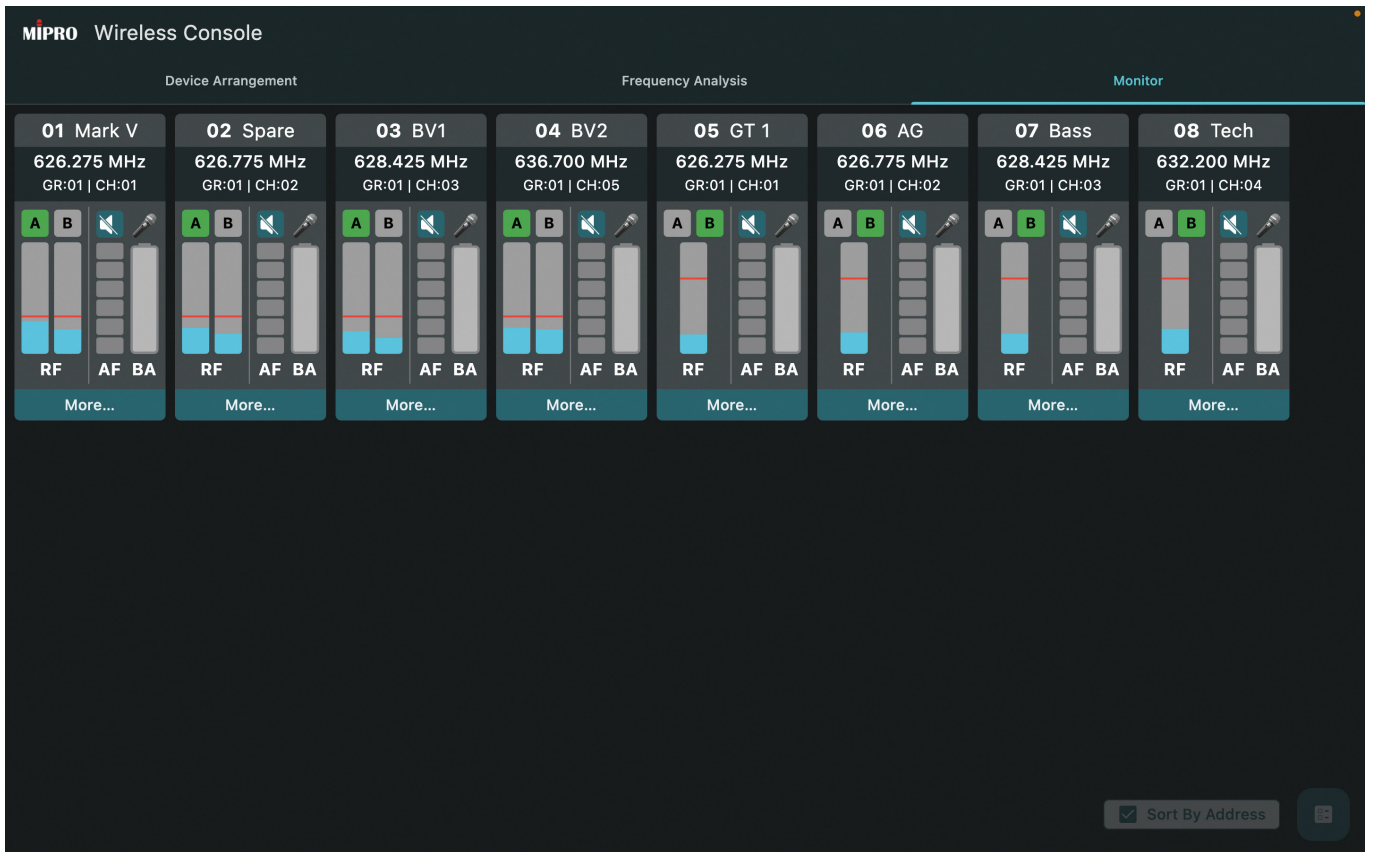 MIPRO Wireless Console
Device Arrangement
Frequency Analysis
Monitor
01 Mark V
626.275 MHz
GR:01 | CH:01
A B
RF AF BA
More...
02 Spare
626.775 MHz
GR:01 | CH:02
A B
RF AF BA
More...
03 BV1
628.425 MHz
GR:01 | CH:03
A B
RF AF BA
More...
04 BV2
636.700 MHz
GR:01 | CH:05
A B
RF AF BA
More...
05 GT 1
626.275 MHz
GR:01 | CH:01
A B
RF AF BA
More...
06 AG
626.775 MHz
GR:01 | CH:02
A B
RF AF BA
More...
07 Bass
628.425 MHz
GR:01 | CH:03
A B
RF AF BA
More...
08 Tech
632.200 MHz
GR:01 | CH:04
A B
RF AF BA
More...
Sort By Address